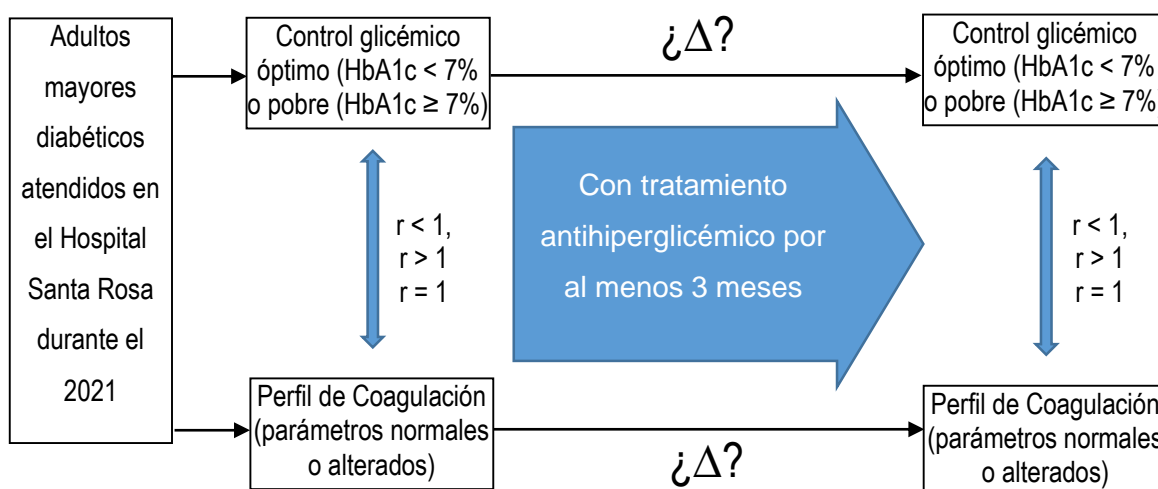 Adultos
mayores
diabéticos
atendidos en
el Hospital
Santa Rosa
durante el
2021
Control glicémico
óptimo (HbA1c < 7%
o pobre (HbA1c ≥ 7%)
¿Δ?
Control glicémico
óptimo (HbA1c < 7%
o pobre (HbA1c ≥ 7%)
r < 1,
r > 1
r = 1
Con tratamiento
antihiperglicémico por
al menos 3 meses
r < 1,
r > 1
r = 1
Perfil de Coagulación
(parámetros normales
o alterados)
¿Δ?
Perfil de Coagulación
(parámetros normales
o alterados)